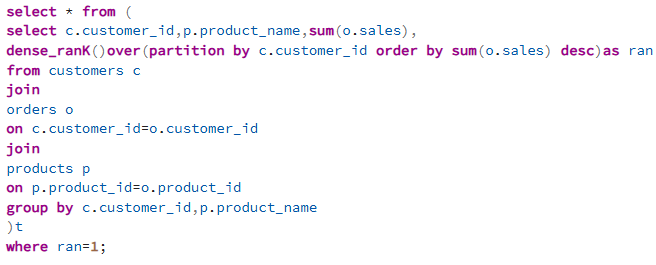 select * from (
select c.customer_id,p.product_name,sum(o.sales),
dense_ranK()over(partition by c.customer_id order by sum(o.sales) desc)as ran
from customers c
join
orders o
on c.customer_id=o.customer_id
join
products p
on p.product_id=o.product_id
group by c.customer_id,p.product_name
)t
where ran=1;